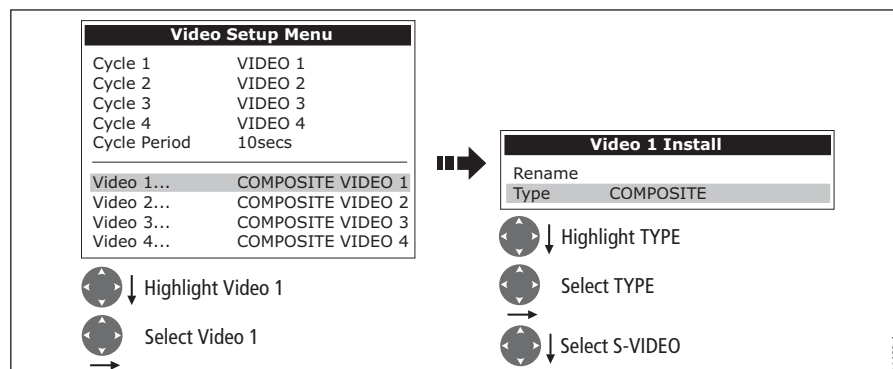 Video Setup Menu
Cycle 1 VIDEO 1
Cycle 2 VIDEO 2
Cycle 3 VIDEO 3
Cycle 4 VIDEO 4
Cycle Period 10secs
Video 1... COMPOSITE VIDEO 1
Video 2... COMPOSITE VIDEO 2
Video 3... COMPOSITE VIDEO 3
Video 4... COMPOSITE VIDEO 4
Highlight Video 1
Select Video 1
Video 1 Install
Rename
Type COMPOSITE
Highlight TYPE
Select TYPE
Select S-VIDEO